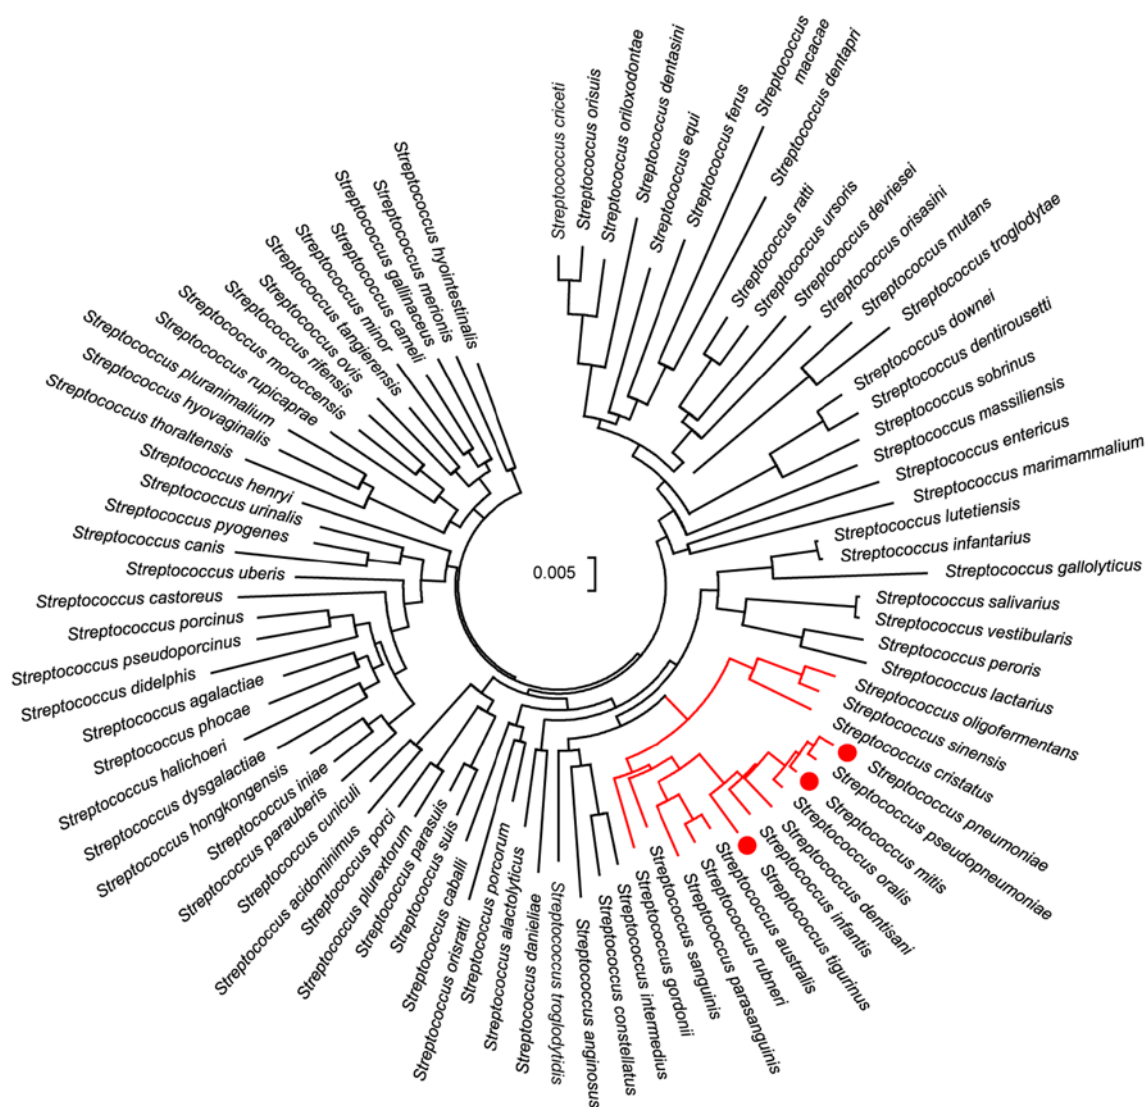 Streptococcus criceti
Streptococcus orisuis
Streptococcus oriloxodontae
Streptococcus dentasini
Streptococcus equi
Streptococcus ferus
Streptococcus
macacae
Streptococcus dentapri
Streptococcus ratti
Streptococcus ursoris
Streptococcus devriesei
Streptococcus orisasini
Streptococcus mutans
Streptococcus troglodytae
Streptococcus downei
Streptococcus dentirousetti
Streptococcus sobrinus
Streptococcus massiliensis
Streptococcus entericus
Streptococcus marimammalium
Streptococcus lutetiensis
Streptococcus infantarius
Streptococcus gallolyticus
Streptococcus salivarius
Streptococcus vestibularis
Streptococcus peroris
Streptococcus lactarius
Streptococcus oligofermentans
Streptococcus sinensis
Streptococcus cristatus
Streptococcus pneumoniae
Streptococcus pseudopneumoniae
Streptococcus mitis
Streptococcus oralis
Streptococcus dentisani
Streptococcus infantis
Streptococcus tigurinus
Streptococcus australis
Streptococcus rubneri
Streptococcus parasanguinis
Streptococcus sanguinis
Streptococcus gordonii
Streptococcus intermedius
Streptococcus constellatus
Streptococcus anginosus
Streptococcus troglodytidis
Streptococcus danieliae
Streptococcus alactolyticus
Streptococcus porcorum
Streptococcus orisratti
Streptococcus caballi
Streptococcus suis
Streptococcus parasuis
Streptococcus plurextorum
Streptococcus porci
Streptococcus acidominimus
Streptococcus cuniculi
Streptococcus parauberis
Streptococcus iniae
Streptococcus hongkongensis
Streptococcus dysgalactiae
Streptococcus halichoeri
Streptococcus phocae
Streptococcus agalactiae
Streptococcus didelphis
Streptococcus pseudoporcinus
Streptococcus porcinus
Streptococcus castoreus
Streptococcus uberis
Streptococcus canis
Streptococcus pyogenes
Streptococcus urinalis
Streptococcus henryi
Streptococcus thoraltensis
Streptococcus hyovaginalis
Streptococcus pluranimalium
Streptococcus rupicaprae
Streptococcus moroccensis
Streptococcus rifensis
Streptococcus ovis
Streptococcus tangierensis
Streptococcus minor
Streptococcus cameli
Streptococcus gallinaceus
Streptococcus merionis
Streptococcus hyointestinalis
0.005